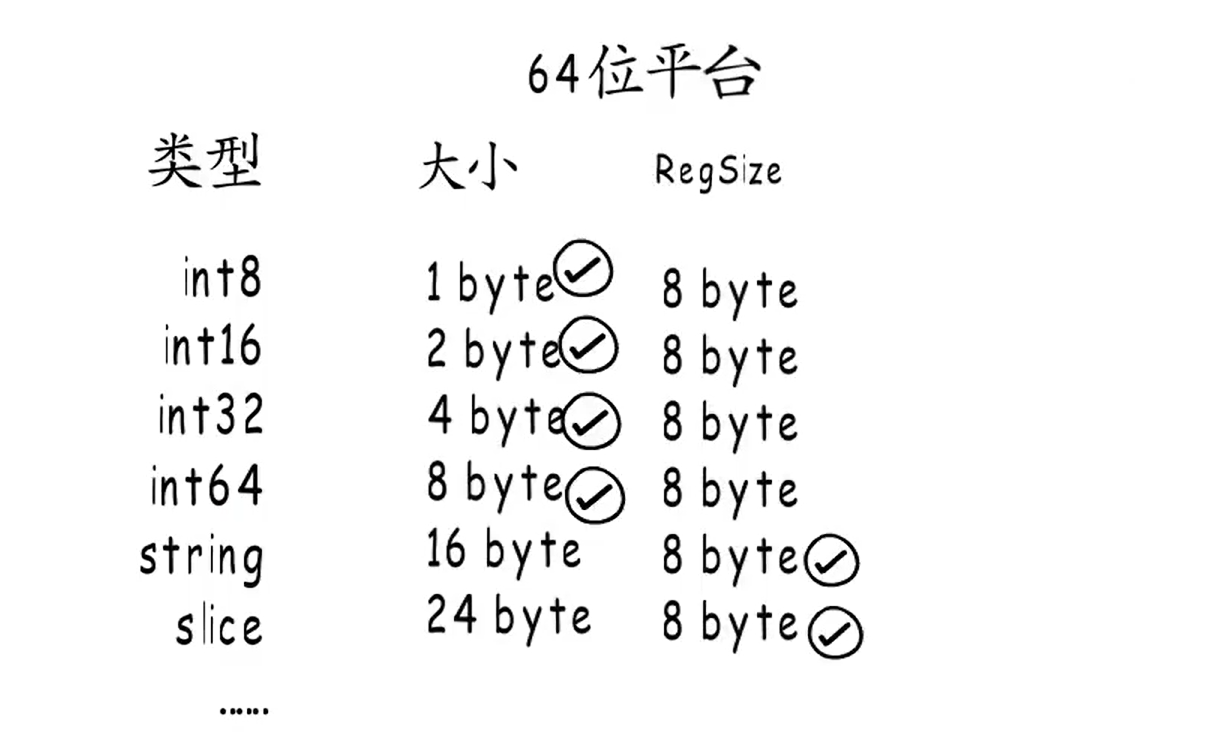 64位平台
类型 大小 RegSize
int8 1 byte 8 byte
int16 2 byte 8 byte
int32 4 byte 8 byte
int64 8 byte 8 byte
string 16 byte 8 byte
slice 24 byte 8 byte
……